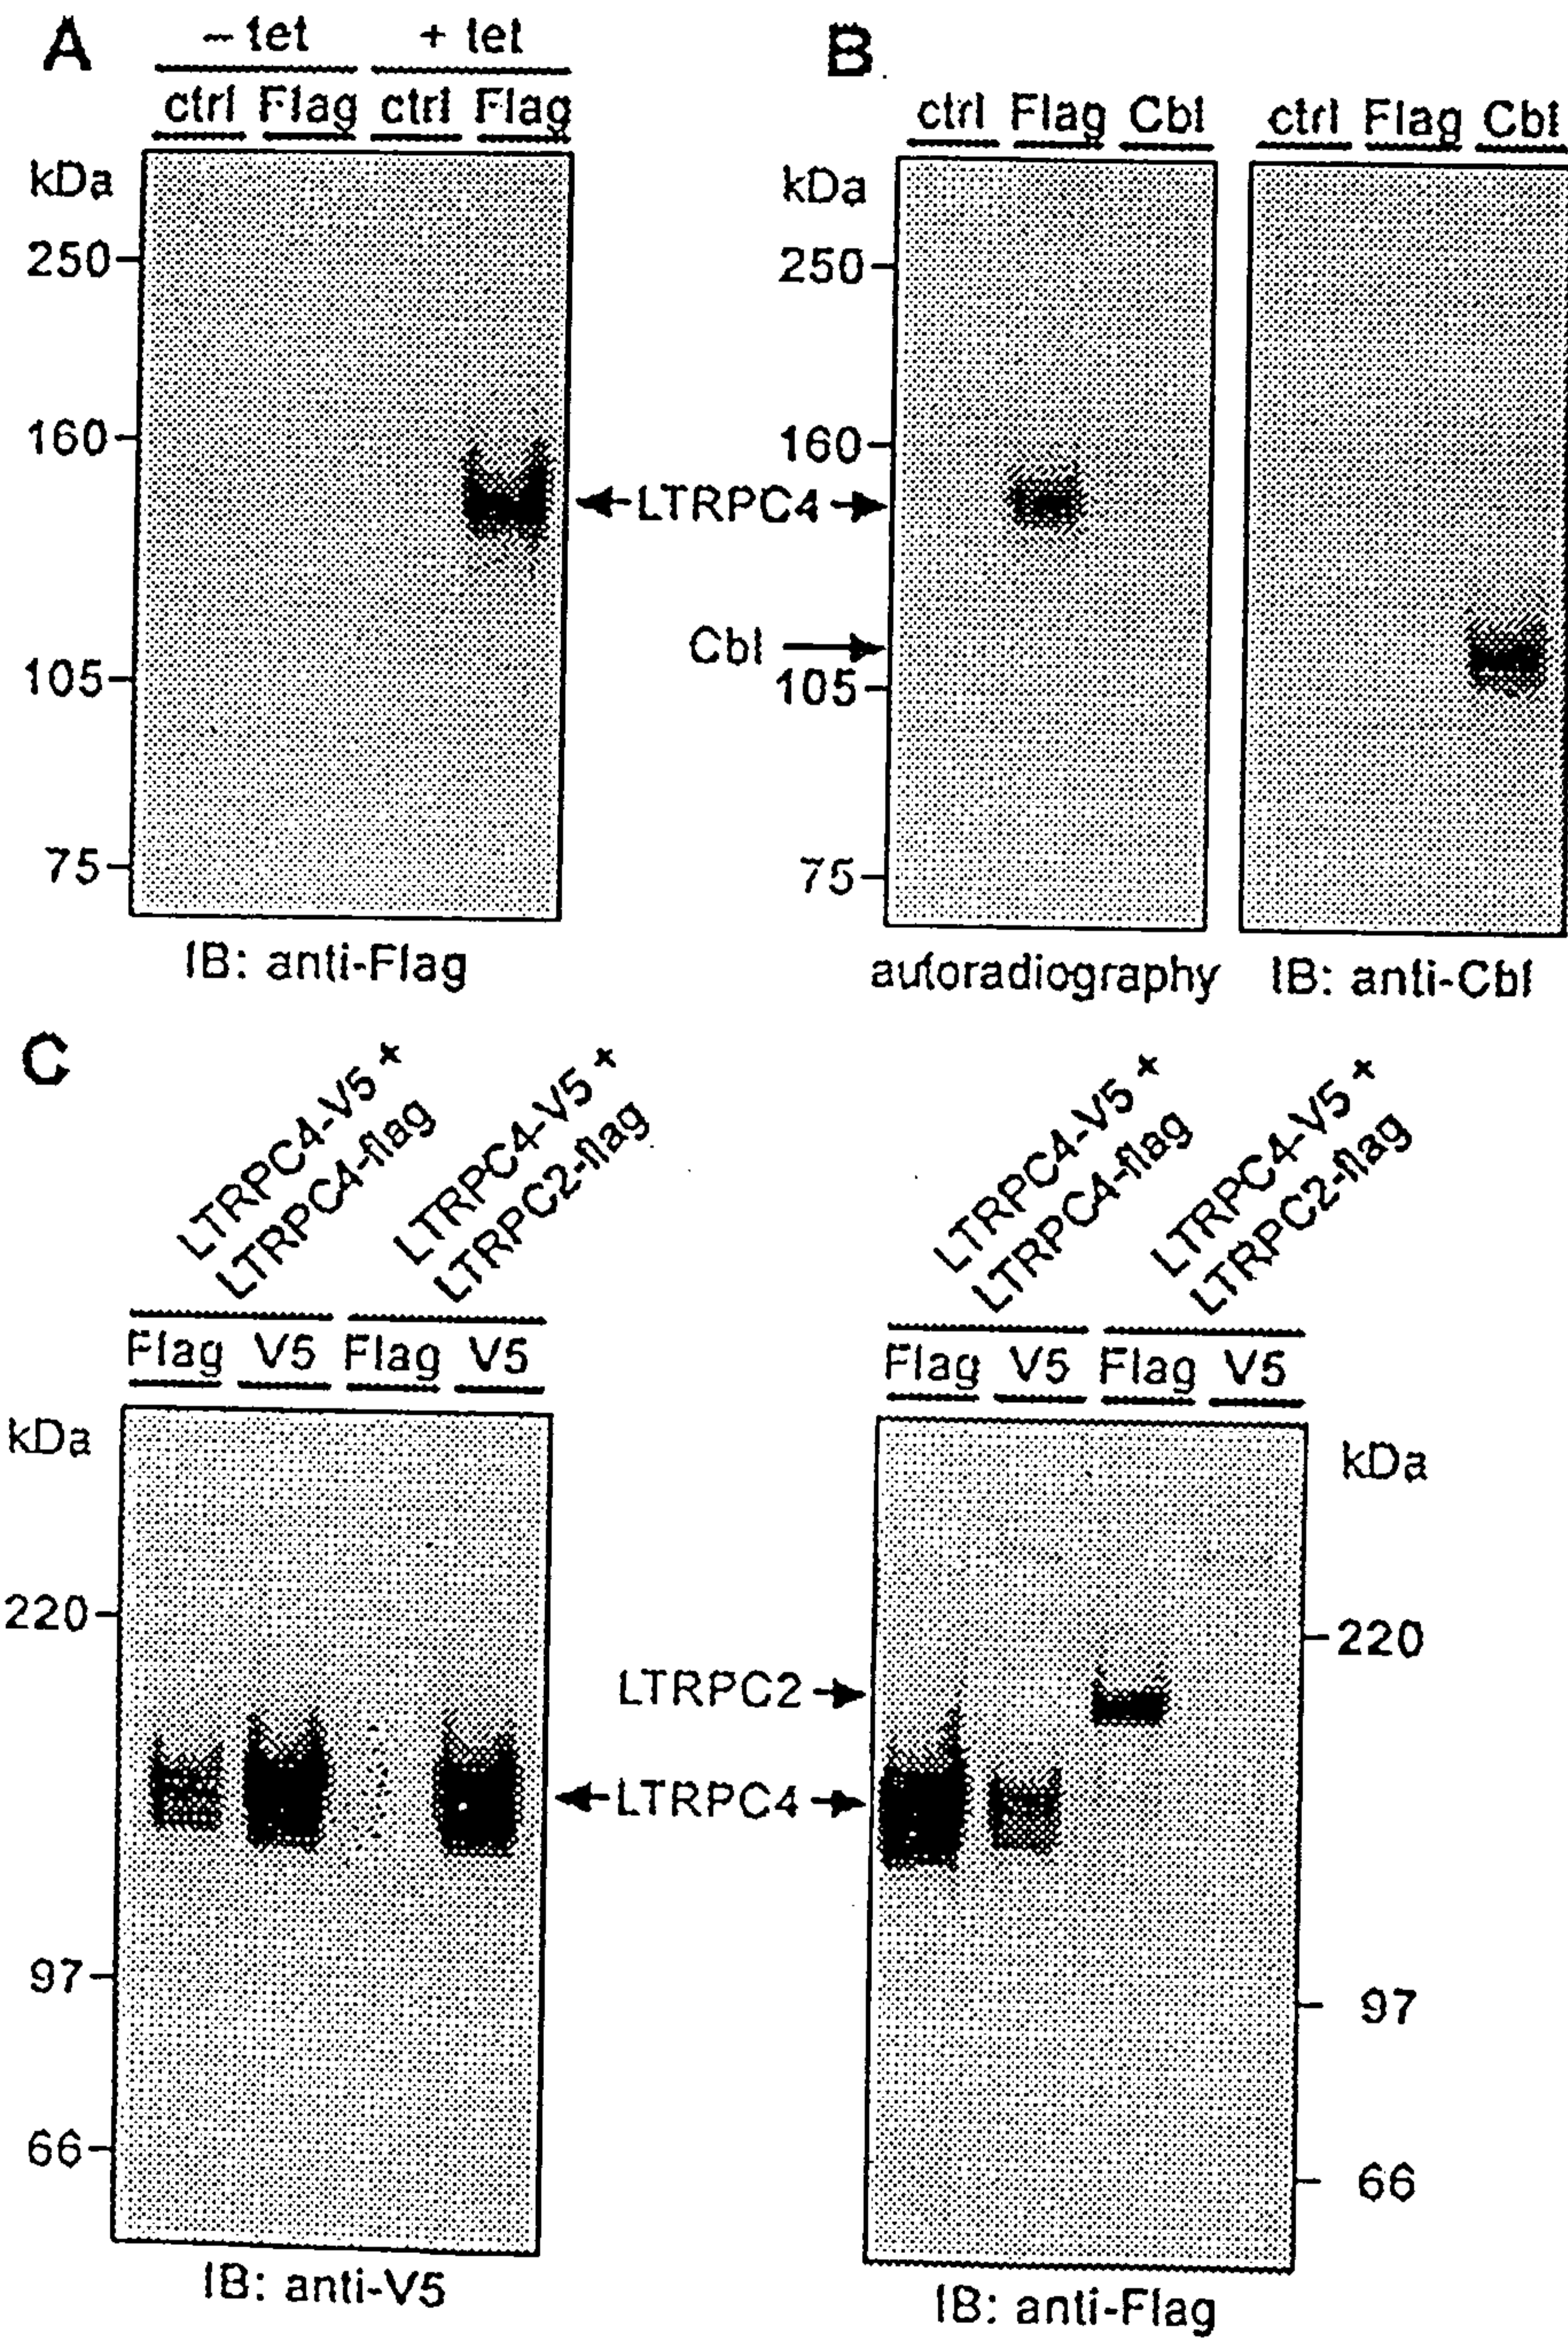 A
– tet + tet
ctrl Flag ctrl Flag
kDa
250
160
105
75
IB: anti-Flag
B
ctrl Flag Cbl ctrl Flag Cbl
kDa
250
160
LTRPC4
Cbl
105
75
autoradiography IB: anti-Cbl
C
LTRPC4-V5 +
LTRPC4-flag
LTRPC4-V5 +
LTRPC2-flag
Flag V5 Flag V5
kDa
220
97
66
IB: anti-V5
LTRPC2
LTRPC4
LTRPC4-V5 +
LTRPC4-flag
LTRPC4-V5 +
LTRPC2-flag
Flag V5 Flag V5
kDa
220
97
66
IB: anti-Flag